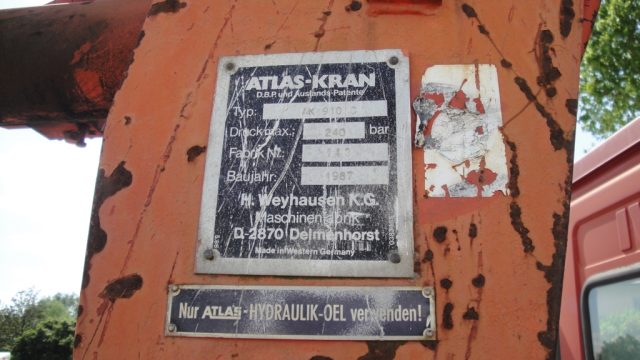 ATLAS-KRAN
D.B.P. und Auslands-Patente
Typ:
Druck max.: 240 bar
Fabrik Nr.
Baujahr: 1987
H. Weyhausen K.G.
Maschinenfabrik
D-2870 Delmenhorst
Made in Western Germany
Nur ATLAS-HYDRAULIK-OEL verwenden!